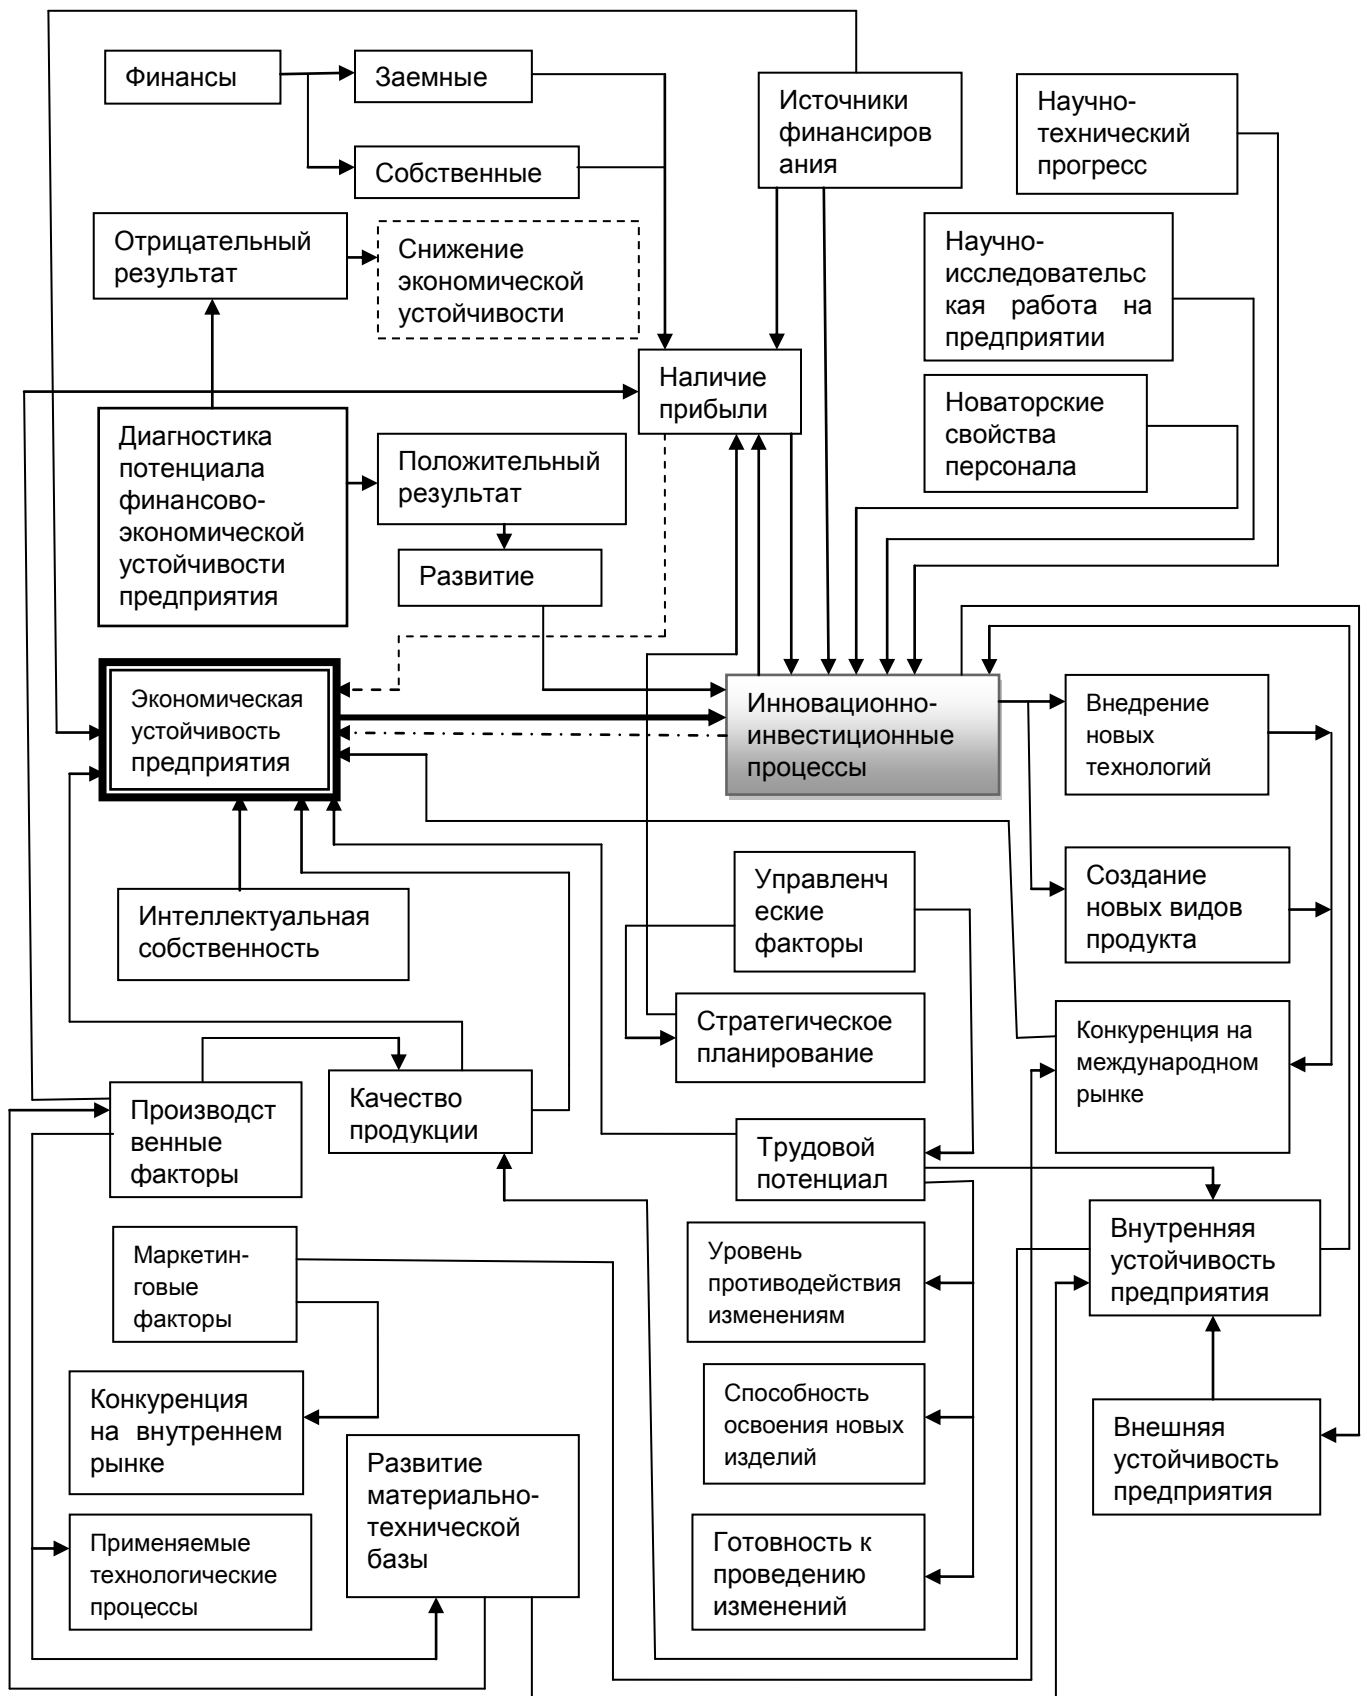 Финансы
Заемные
Источники
финансиров
ания
Научно-
технический
прогресс
Собственные
Отрицательный
результат
Снижение
экономической
устойчивости
Научно-
исследовательс
кая работа на
предприятии
Наличие
прибыли
Новаторские
свойства
персонала
Диагностика
потенциала
финансово-
экономической
устойчивости
предприятия
Положительный
результат
Развитие
Экономическая
устойчивость
предприятия
Инновационно-
инвестиционные
процессы
Внедрение
новых
технологий
Управленч
еские
факторы
Создание
новых видов
продукта
Интеллектуальная
собственность
Стратегическое
планирование
Конкуренция на
международном
рынке
Производст
венные
факторы
Качество
продукции
Трудовой
потенциал
Внутренняя
устойчивость
предприятия
Маркетин-
говые
факторы
Уровень
противодействия
изменениям
Конкуренция
на внутреннем
рынке
Способность
освоения новых
изделий
Внешняя
устойчивость
предприятия
Развитие
материально-
технической
базы
Применяемые
технологические
процессы
Готовность к
проведению
изменений